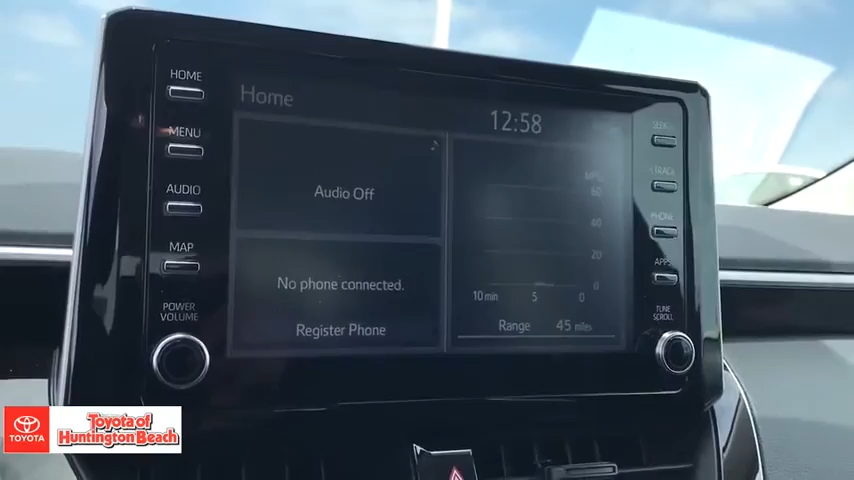 HOME
MENU
AUDIO
MAP
POWER
VOLUME
Home
12:58
Audio Off
No phone connected.
Register Phone
MPG
60
40
20
0
10 min 5 0
Range 45 miles
SEEK
TRACK
PHONE
APPS
TUNE
SCROLL
TOYOTA
Toyota of
Huntington Beach